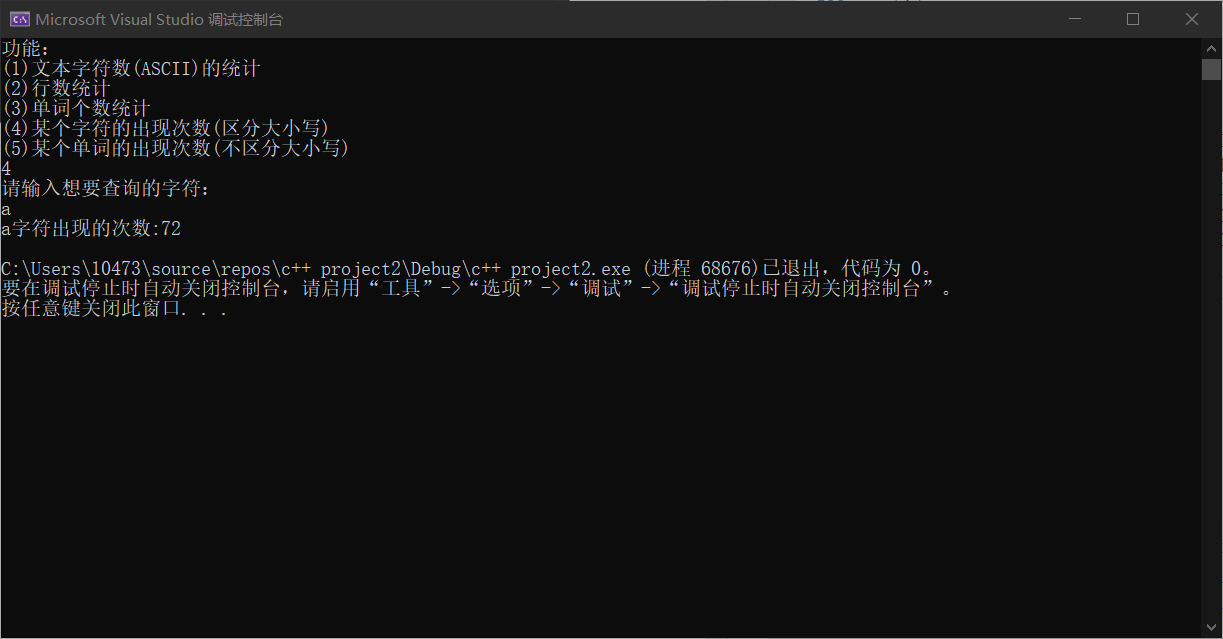 Microsoft Visual Studio 调试控制台
功能：
(1)文本字符数(ASCII)的统计
(2)行数统计
(3)单词个数统计
(4)某个字符的出现次数(区分大小写)
(5)某个单词的出现次数(不区分大小写)
4
请输入想要查询的字符：
a
a字符出现的次数:72
C:\Users\10473\source\repos\c++ project2\Debug\c++ project2.exe (进程 68676)已退出，代码为 0。
要在调试停止时自动关闭控制台，请启用“工具”->“选项”->“调试”->“调试停止时自动关闭控制台”。
按任意键关闭此窗口. . .